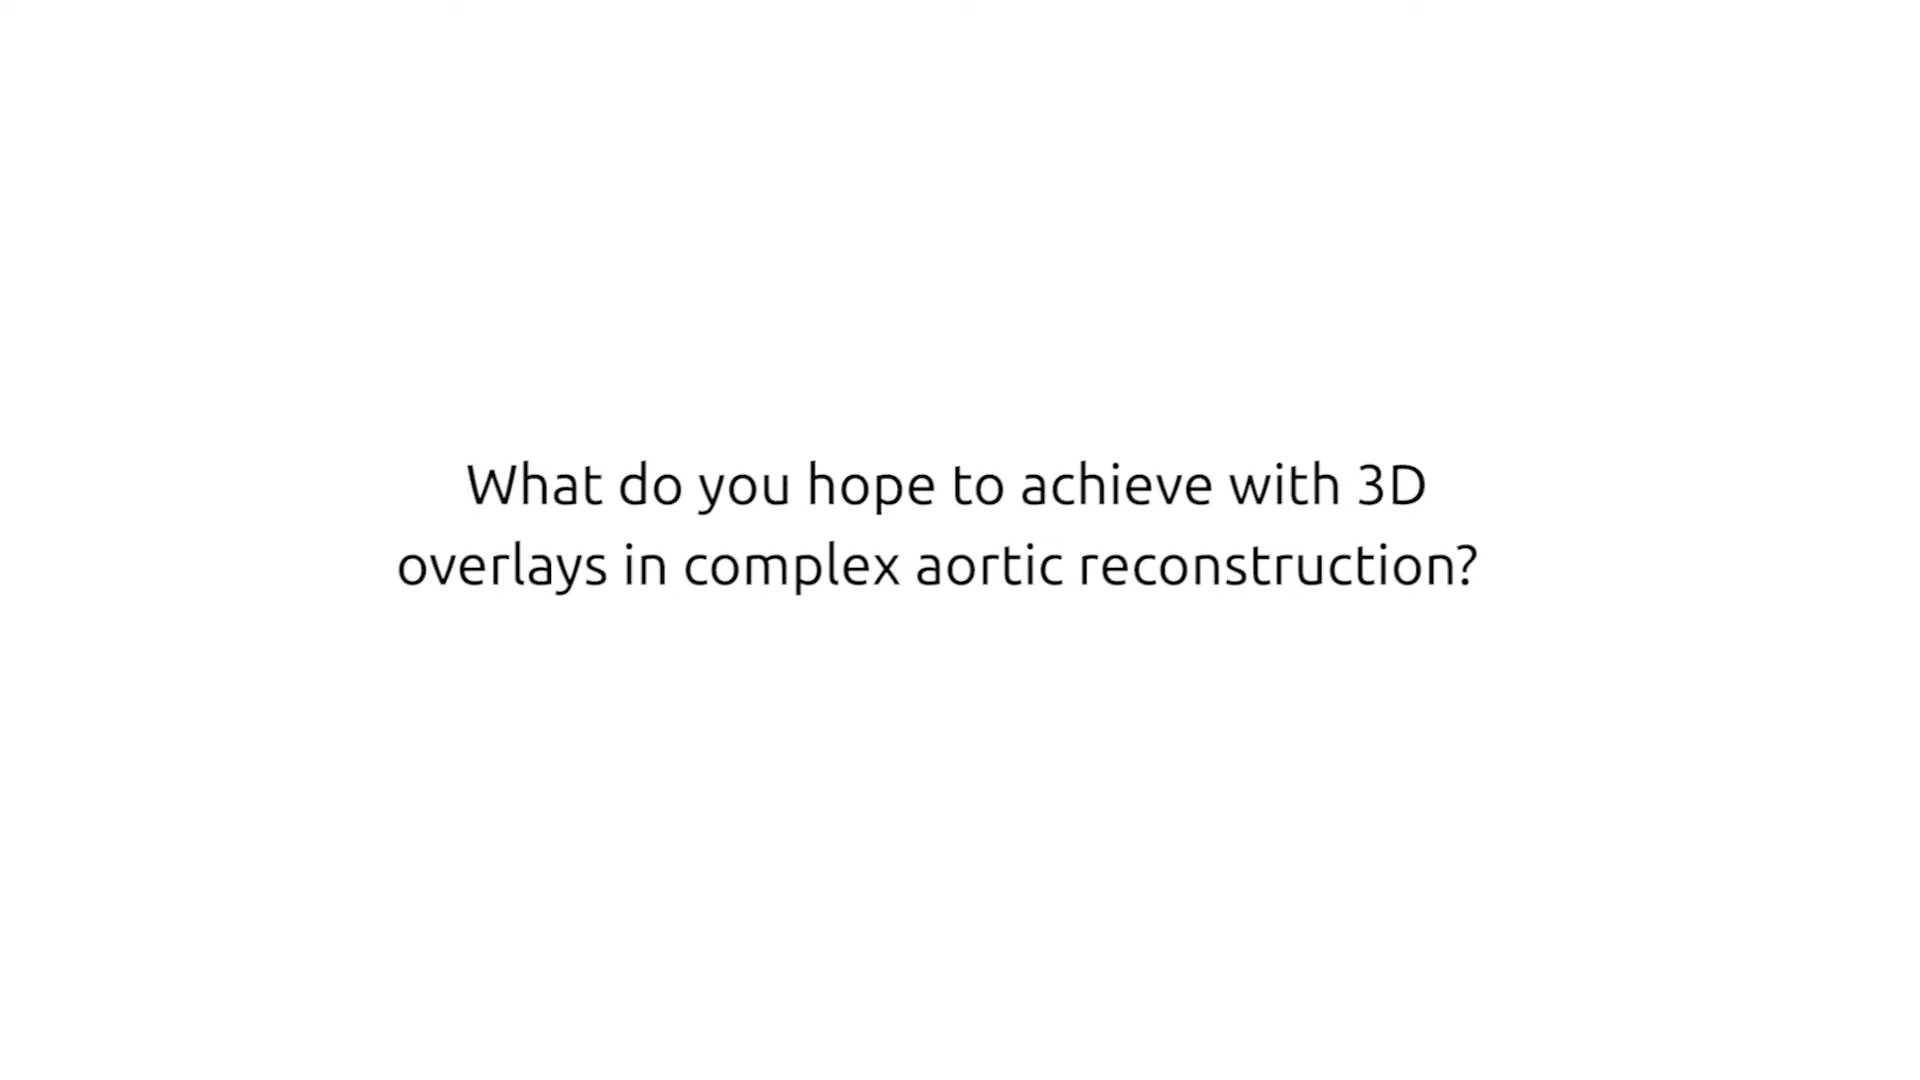 What do you hope to achieve with 3D
overlays in complex aortic reconstruction?